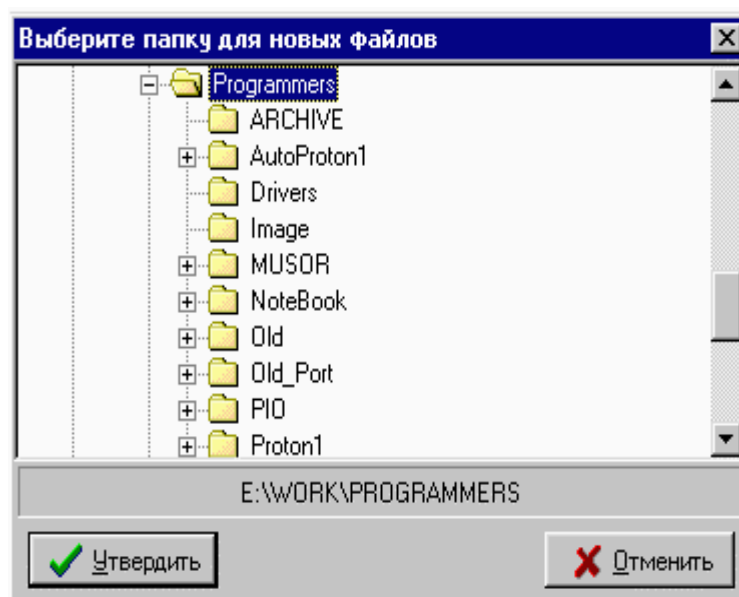 Выберите папку для новых файлов
Programmers
ARCHIVE
AutoProton1
Drivers
Image
MUSOR
NoteBook
Old
Old_Port
PIO
Proton1
E:\WORK\PROGRAMMERS
Утвердить
Отменить